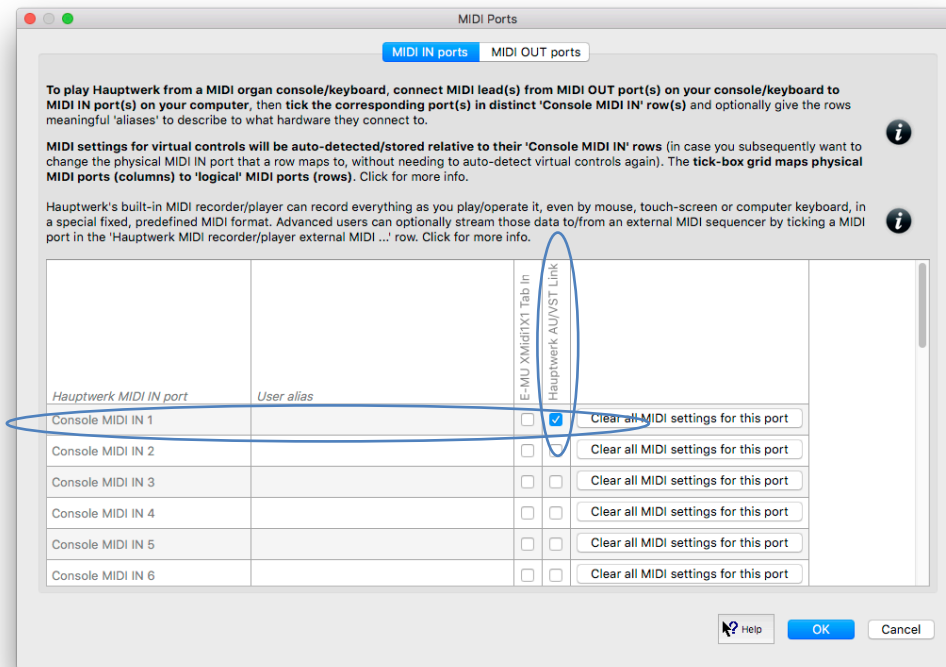 MIDI Ports
MIDI IN ports MIDI OUT ports
To play Hauptwerk from a MIDI organ console/keyboard, connect MIDI lead(s) from MIDI OUT port(s) on your console/keyboard to
MIDI IN port(s) on your computer, then tick the corresponding port(s) in distinct 'Console MIDI IN' row(s) and optionally give the rows
meaningful 'aliases' to describe to what hardware they connect to.
MIDI settings for virtual controls will be auto-detected/stored relative to their 'Console MIDI IN' rows (in case you subsequently want to
change the physical MIDI IN port that a row maps to, without needing to auto-detect virtual controls again). The tick-box grid maps physical
MIDI ports (columns) to 'logical' MIDI ports (rows). Click for more info.
Hauptwerk's built-in MIDI recorder/player can record everything as you play/operate it, even by mouse, touch-screen or computer keyboard, in
a special fixed, predefined MIDI format. Advanced users can optionally stream those data to/from an external MIDI sequencer by ticking a MIDI
port in the 'Hauptwerk MIDI recorder/player external MIDI ...' row. Click for more info.
Hauptwerk MIDI IN port User alias E-MU XMidi1X1 Tab In Hauptwerk AU/VST Link
Console MIDI IN 1 Clear all MIDI settings for this port
Console MIDI IN 2 Clear all MIDI settings for this port
Console MIDI IN 3 Clear all MIDI settings for this port
Console MIDI IN 4 Clear all MIDI settings for this port
Console MIDI IN 5 Clear all MIDI settings for this port
Console MIDI IN 6 Clear all MIDI settings for this port
Help OK Cancel